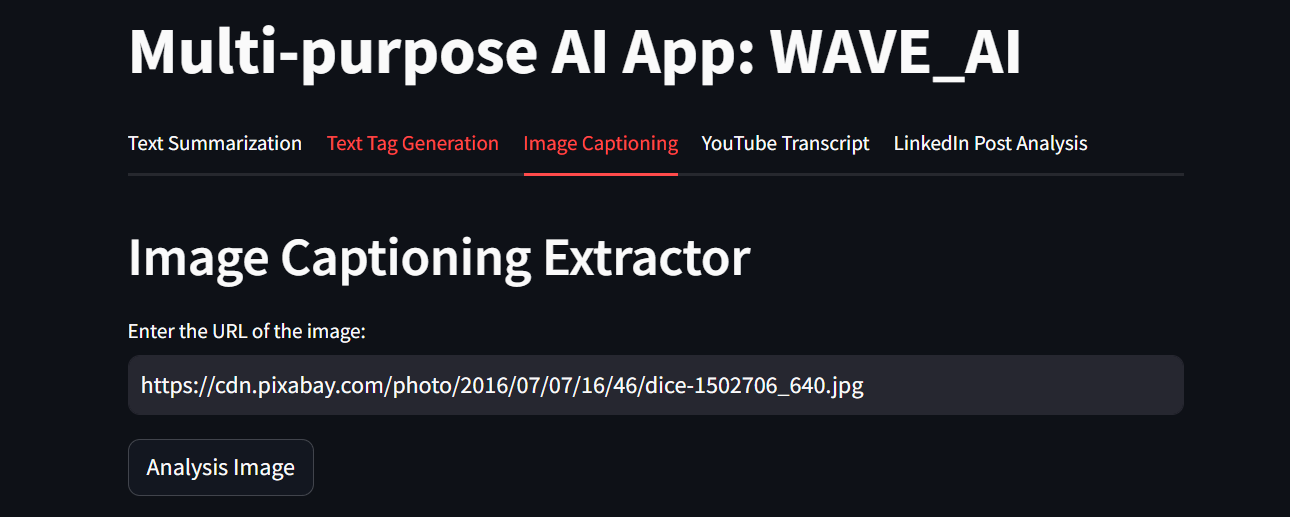 Multi-purpose AI App: WAVE_AI
Text Summarization Text Tag Generation Image Captioning YouTube Transcript LinkedIn Post Analysis
Image Captioning Extractor
Enter the URL of the image:
https://cdn.pixabay.com/photo/2016/07/07/16/46/dice-1502706_640.jpg
Analysis Image